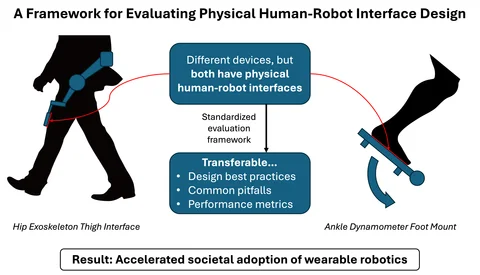 A Framework for Evaluating Physical Human-Robot Interface Design
Different devices, but
both have physical
human-robot interfaces
Standardized
evaluation
framework
Transferable...
• Design best practices
• Common pitfalls
• Performance metrics
Hip Exoskeleton Thigh Interface
Ankle Dynamometer Foot Mount
Result: Accelerated societal adoption of wearable robotics